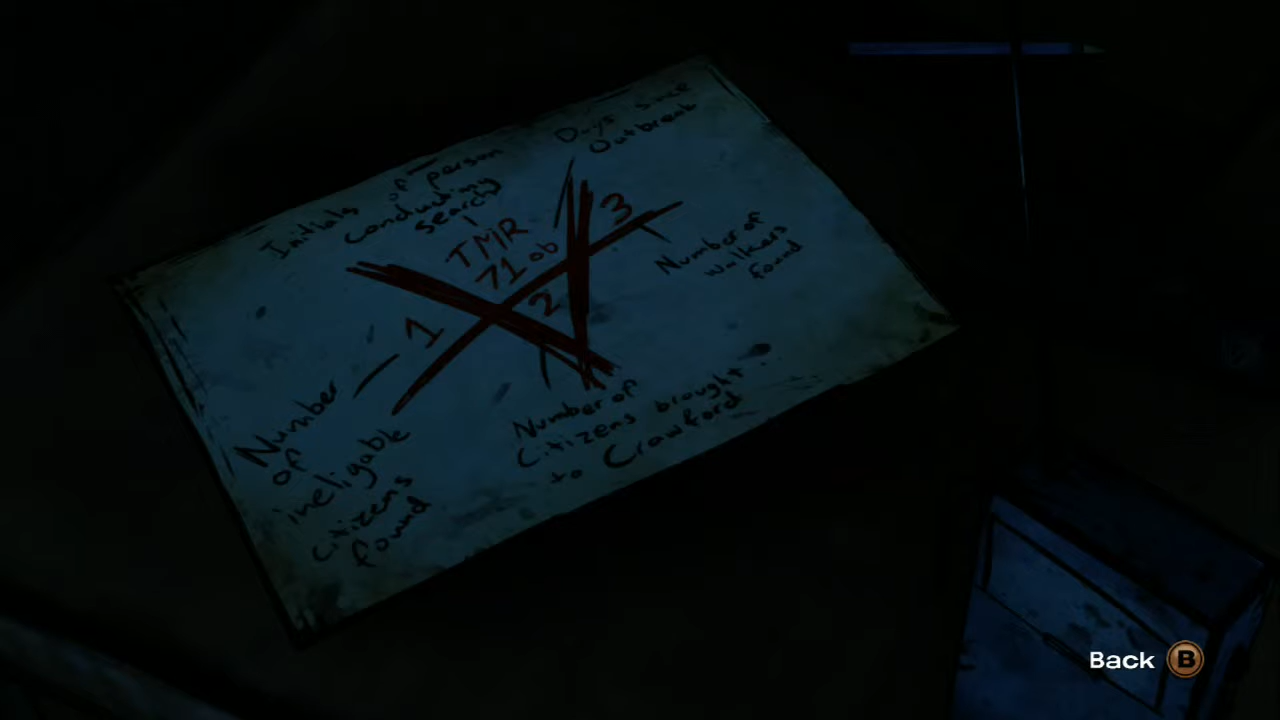 Days since
Outbreak
Initials of person
conducting
search
TMR
71 ob
3
Number of
walkers
found
1
2
Number
of
ineligable
citizens
found
Number of
Citizens brought
to Crawford
Back B